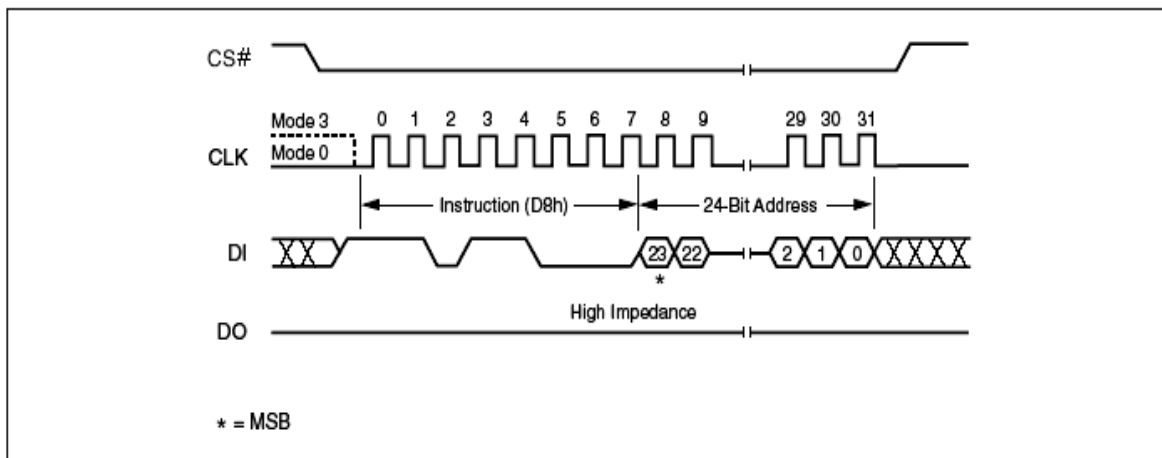 CS#
Mode 3
0 1 2 3 4 5 6 7 8 9 29 30 31
CLK
Mode 0
Instruction (D8h) 24-Bit Address
DI
23 22 2 1 0
*
High Impedance
DO
* = MSB